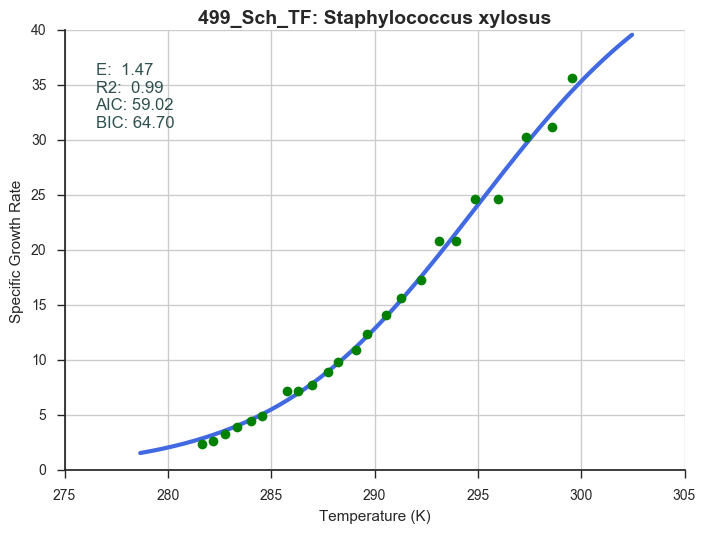 499_Sch_TF: Staphylococcus xylosus
E:  1.47
R2:  0.99
AIC: 59.02
BIC: 64.70
Specific Growth Rate
40
35
30
25
20
15
10
5
0
275 280 285 290 295 300 305
Temperature (K)